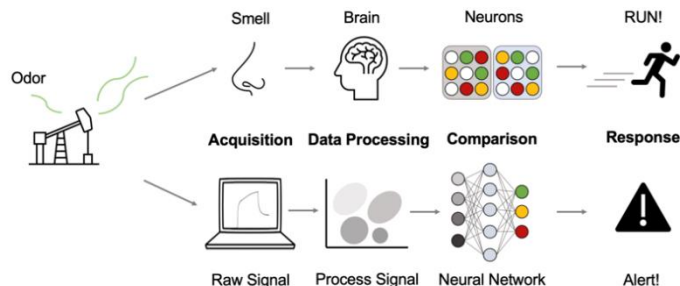 Smell
Brain
Neurons
RUN!
Odor
Acquisition
Data Processing
Comparison
Response
Raw Signal
Process Signal
Neural Network
Alert!